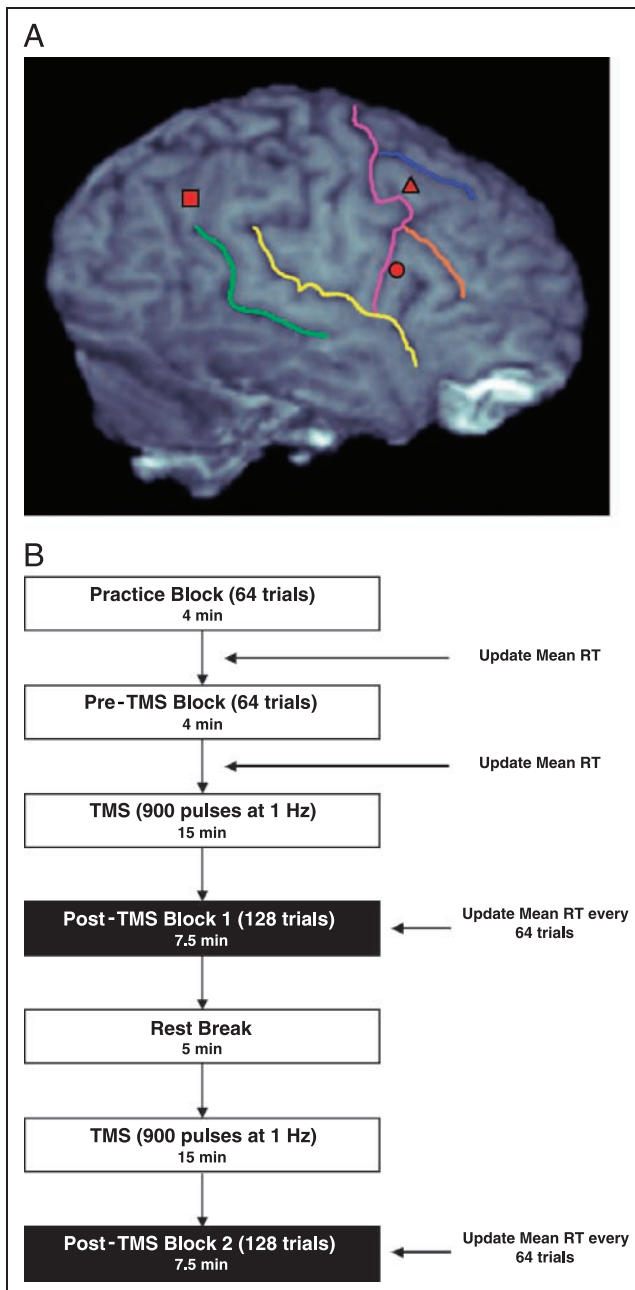 A
B
Practice Block (64 trials)
4 min
Update Mean RT
Pre-TMS Block (64 trials)
4 min
Update Mean RT
TMS (900 pulses at 1 Hz)
15 min
Post-TMS Block 1 (128 trials)
7.5 min
Update Mean RT every
64 trials
Rest Break
5 min
TMS (900 pulses at 1 Hz)
15 min
Post-TMS Block 2 (128 trials)
7.5 min
Update Mean RT every
64 trials